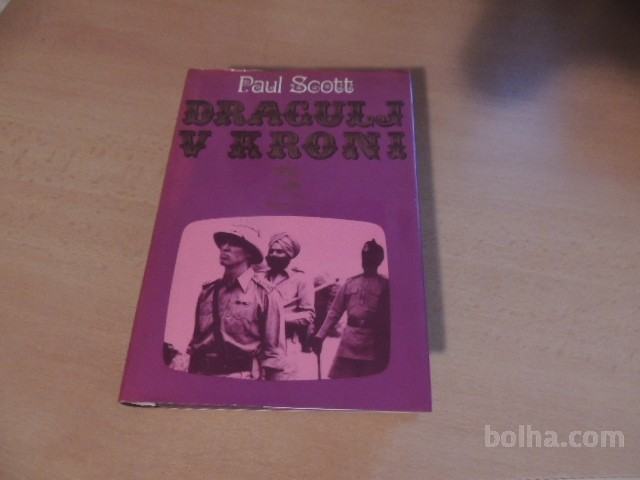 Paul Scott
DRAGULJ
V KRONI
bolha.com